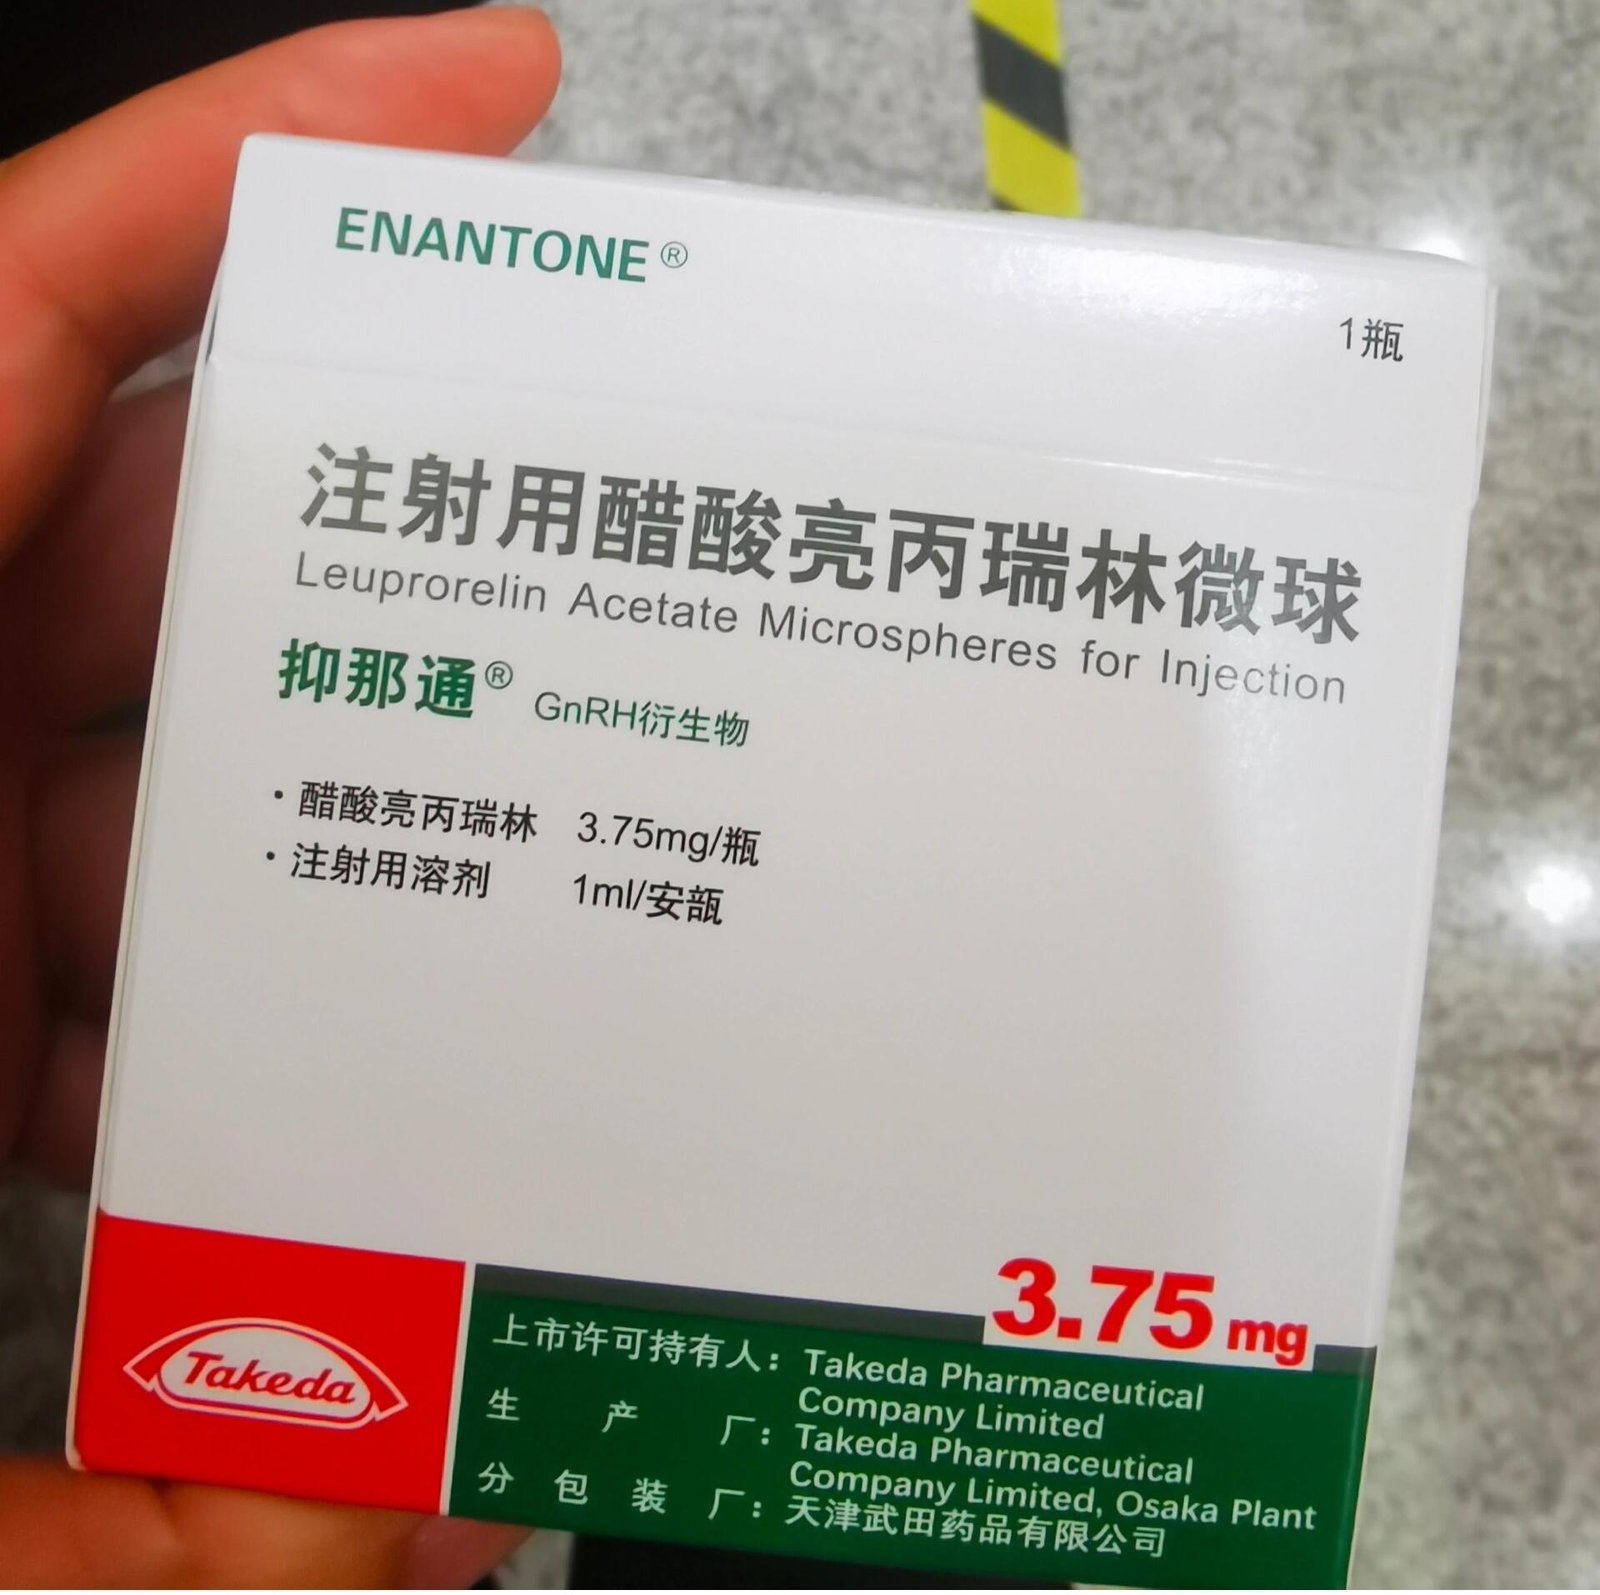 ENANTONE®
1瓶
注射用醋酸亮丙瑞林微球
Leuprorelin Acetate Microspheres for Injection
抑那通® GnRH衍生物
·醋酸亮丙瑞林 3.75mg/瓶
·注射用溶剂 1ml/安瓿
3.75mg
Takeda
上市许可持有人：Takeda Pharmaceutical
Company Limited
生产厂：Takeda Pharmaceutical
Company Limited, Osaka Plant
分包装厂：天津武田药品有限公司